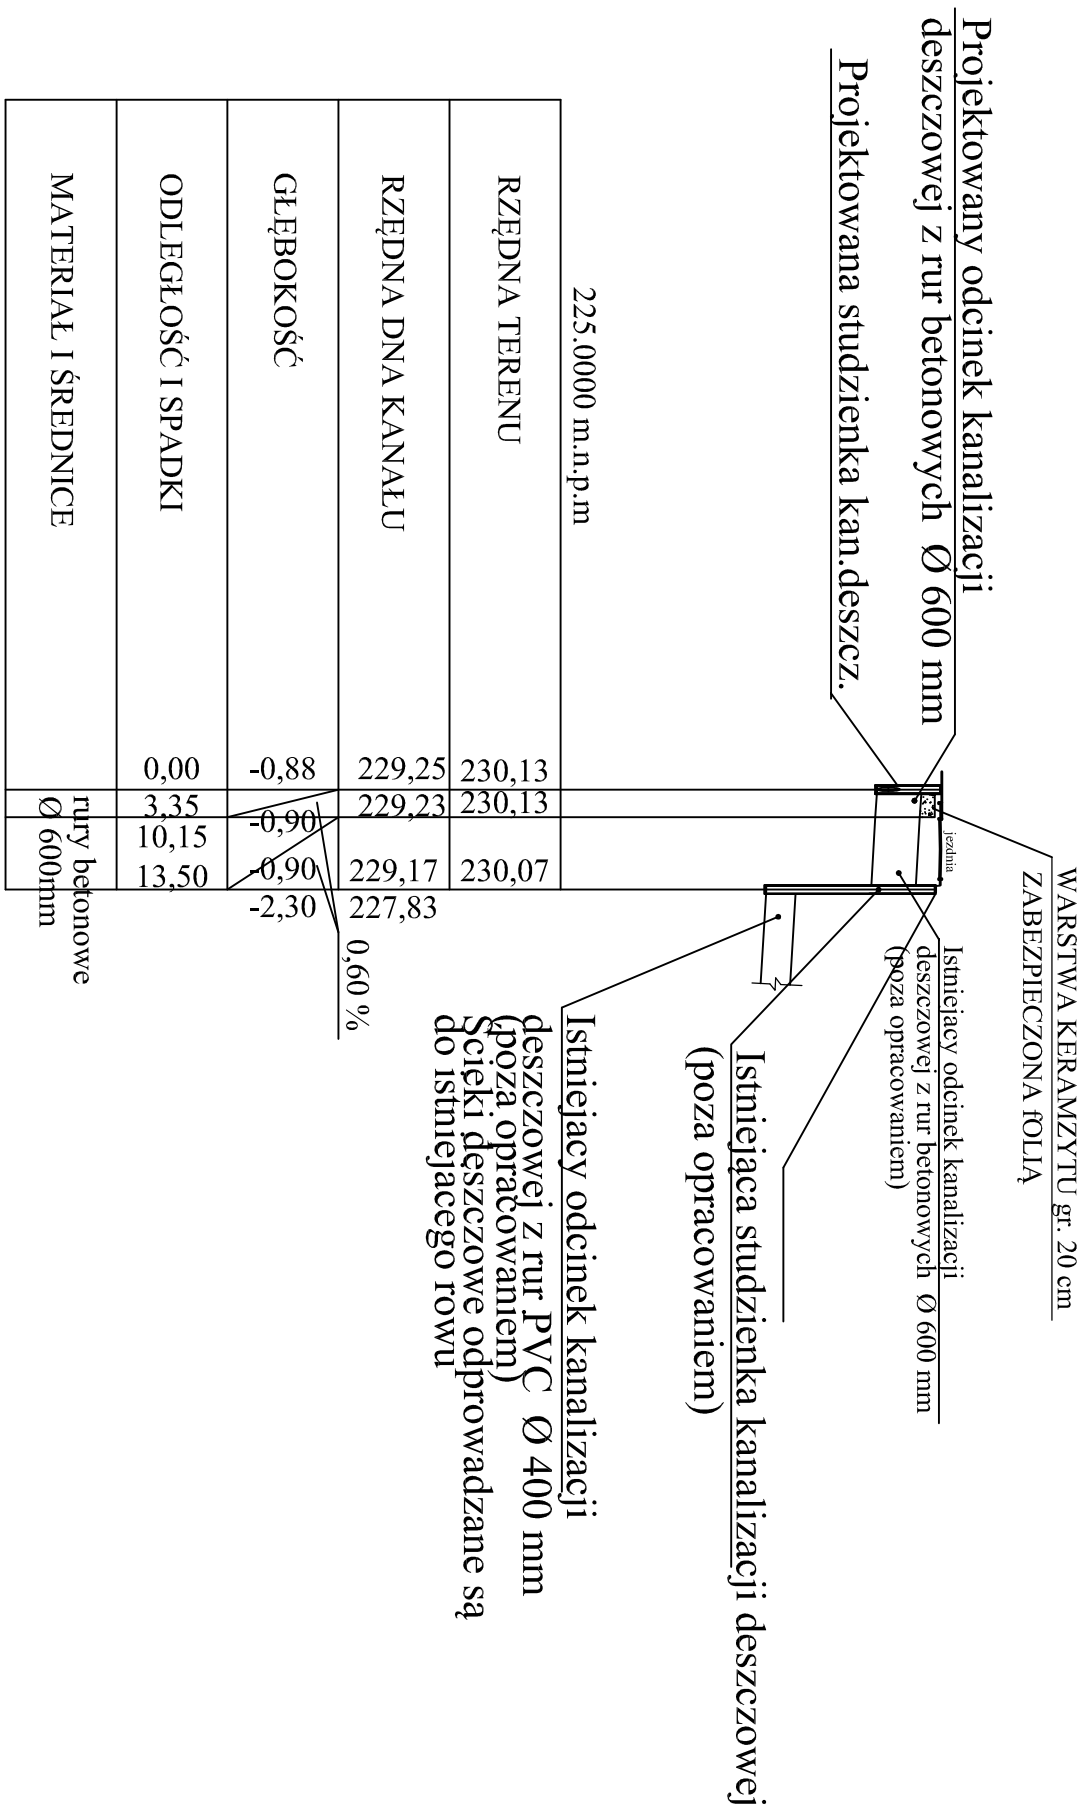 WARSTWA KERAMZYTU gr. 20 cm
ZABEZPIECZONA fOLIĄ
Projektowany odcinek kanalizacji
deszczowej z rur betonowych Ø 600 mm
Projektowana studzienka kan.deszcz.
jezdnia
Istniejacy odcinek kanalizacji
deszczowej z rur betonowych Ø 600 mm
(poza opracowaniem)
Istniejąca studzienka kanalizacji deszczowej
(poza opracowaniem)
Istniejacy odcinek kanalizacji
deszczowej z rur PVC Ø 400 mm
(poza opracowaniem)
Ścieki deszczowe odprowadzane są
do istniejacego rowu
225.0000 m.n.p.m
RZĘDNA TERENU
230,13
230,13
230,07
RZĘDNA DNA KANAŁU
229,25
229,23
229,17
227,83
GŁĘBOKOŚĆ
-0,88
-0,90
-0,90
-2,30
0,60 %
ODLEGŁOŚĆ I SPADKI
0,00
3,35
10,15
13,50
MATERIAŁ I ŚREDNICE
rury betonowe
Ø 600mm